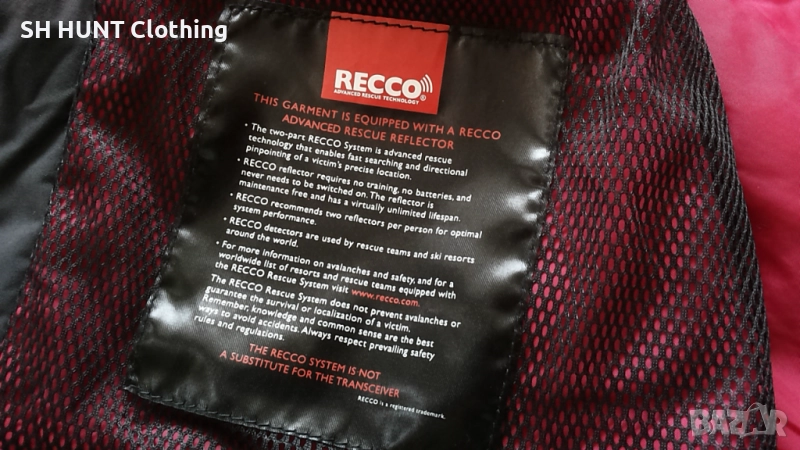 SH HUNT Clothing
RECCO
ADVANCED RESCUE TECHNOLOGY
THIS GARMENT IS EQUIPPED WITH A RECCO
ADVANCED RESCUE REFLECTOR
• The two-part RECCO System is advanced rescue
technology that enables fast searching and directional
pinpointing of a victim's precise location.
• RECCO reflector requires no training, no batteries, and
never needs to be switched on. The reflector is
maintenance free and has a virtually unlimited lifespan.
• RECCO recommends two reflectors per person for optimal
system performance.
• RECCO detectors are used by rescue teams and ski resorts
around the world.
• For more information on avalanches and safety, and for a
worldwide list of resorts and rescue teams equipped with
the RECCO Rescue System visit www.recco.com.
The RECCO Rescue System does not prevent avalanches or
guarantee the survival or localization of a victim.
Remember, knowledge and common sense are the best
ways to avoid accidents. Always respect prevailing safety
rules and regulations.
THE RECCO SYSTEM IS NOT
A SUBSTITUTE FOR THE TRANSCEIVER
RECCO is a registered trademark.
BAZAR